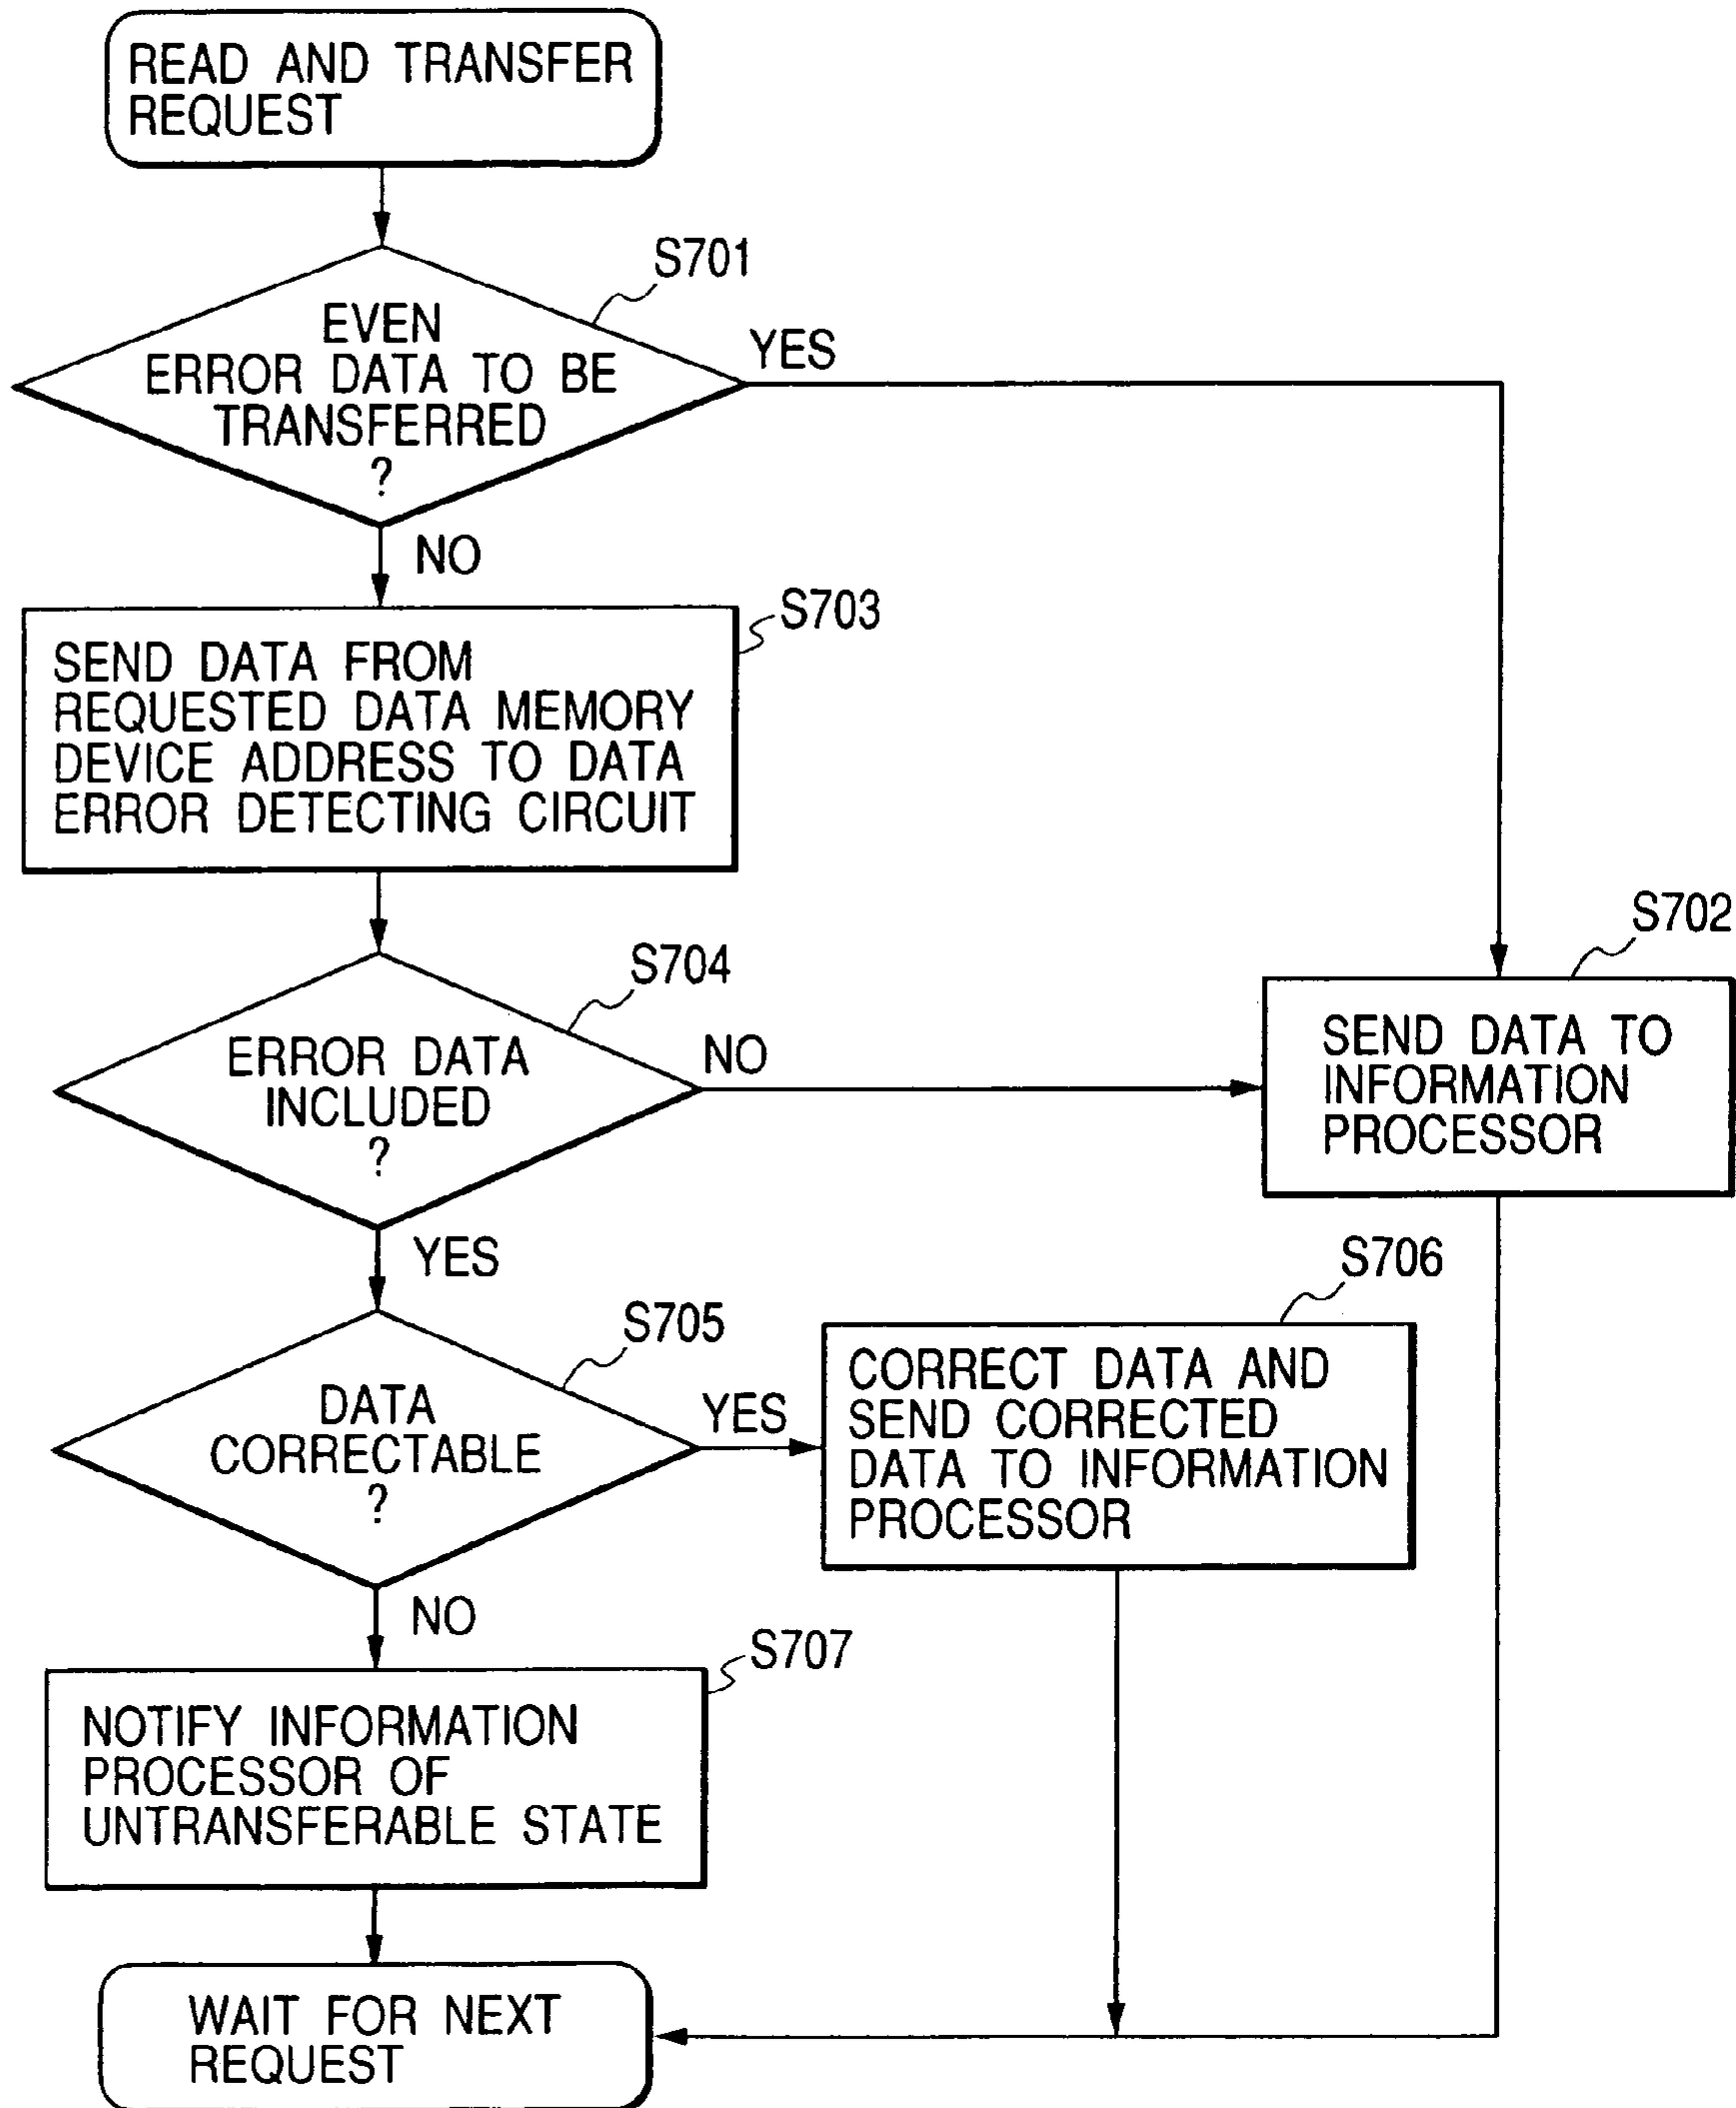 READ AND TRANSFER
REQUEST
S701
EVEN
ERROR DATA TO BE
TRANSFERRED
?
YES
NO
S703
SEND DATA FROM
REQUESTED DATA MEMORY
DEVICE ADDRESS TO DATA
ERROR DETECTING CIRCUIT
S702
SEND DATA TO
INFORMATION
PROCESSOR
S704
ERROR DATA
INCLUDED
?
NO
YES
S705
DATA
CORRECTABLE
?
YES
S706
CORRECT DATA AND
SEND CORRECTED
DATA TO INFORMATION
PROCESSOR
NO
S707
NOTIFY INFORMATION
PROCESSOR OF
UNTRANSFERABLE STATE
WAIT FOR NEXT
REQUEST